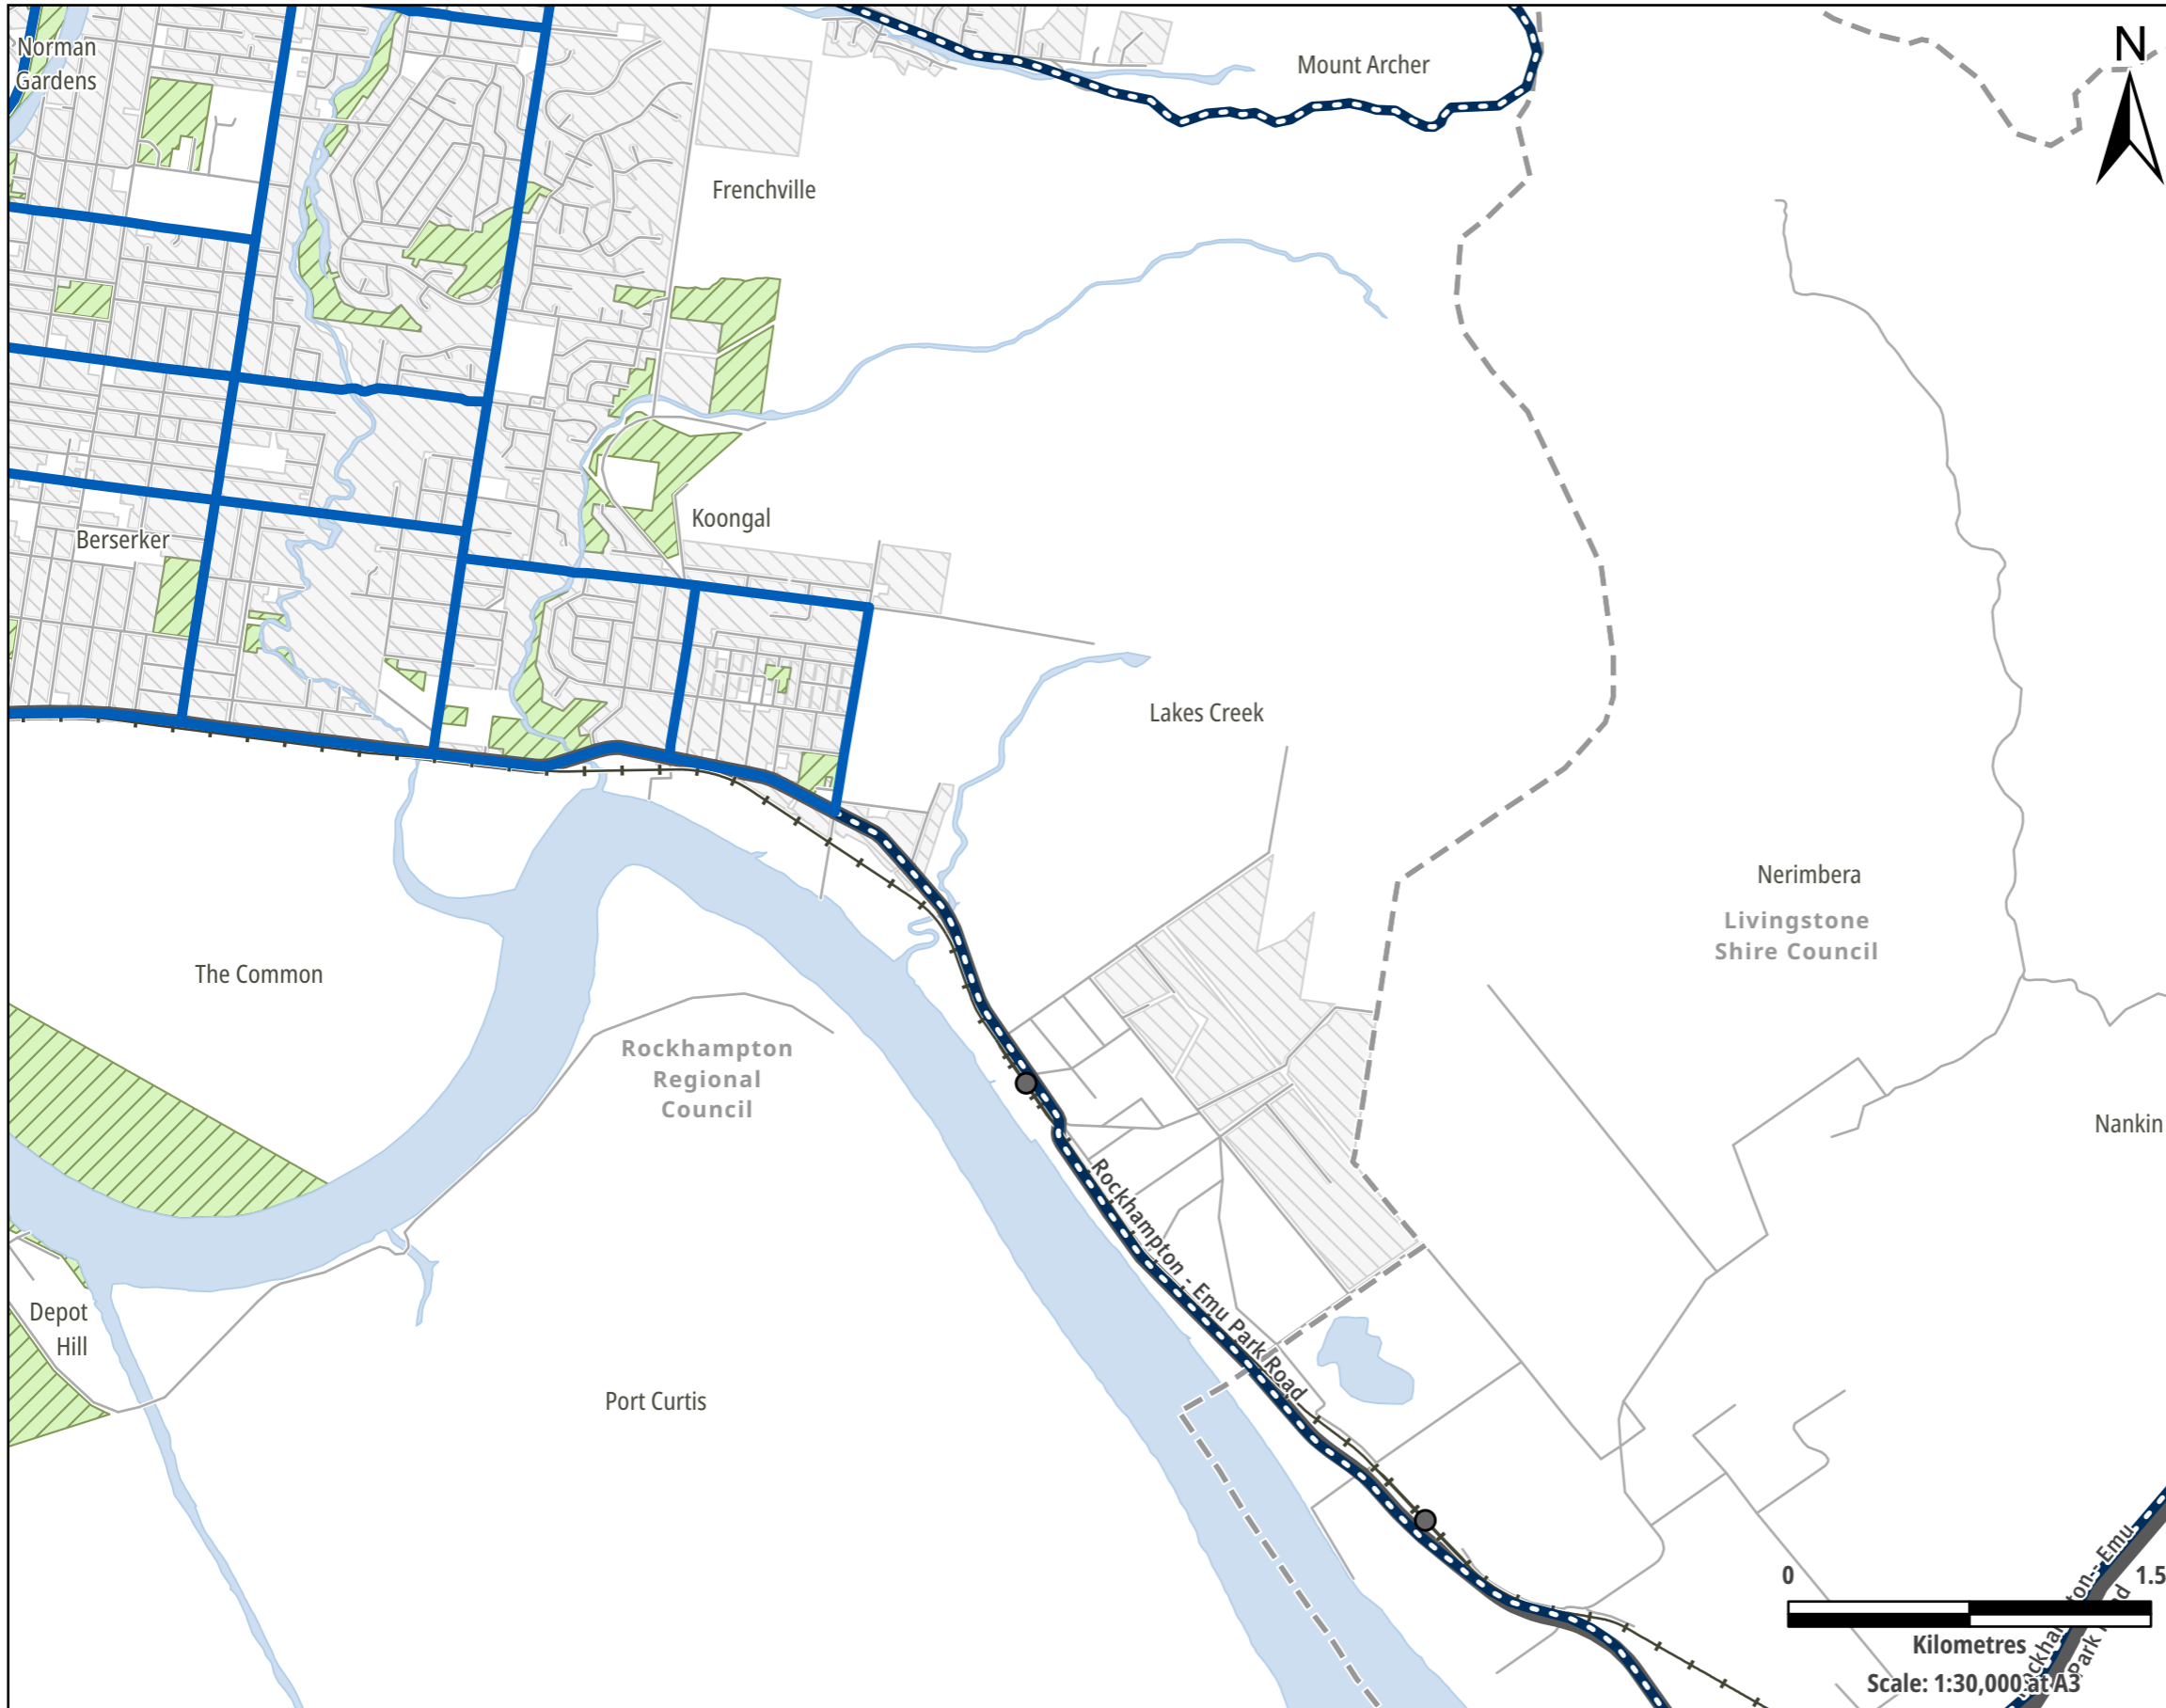 Norman
Gardens
Mount Archer
N
Frenchville
Koongal
Berserker
Lakes Creek
Nerimbera
Livingstone
Shire Council
The Common
Rockhampton
Regional
Council
Nankin
Rockhampton - Emu Park Road
Depot
Hill
Port Curtis
0
1.5
Kilometres
Scale: 1:30,000 at A3